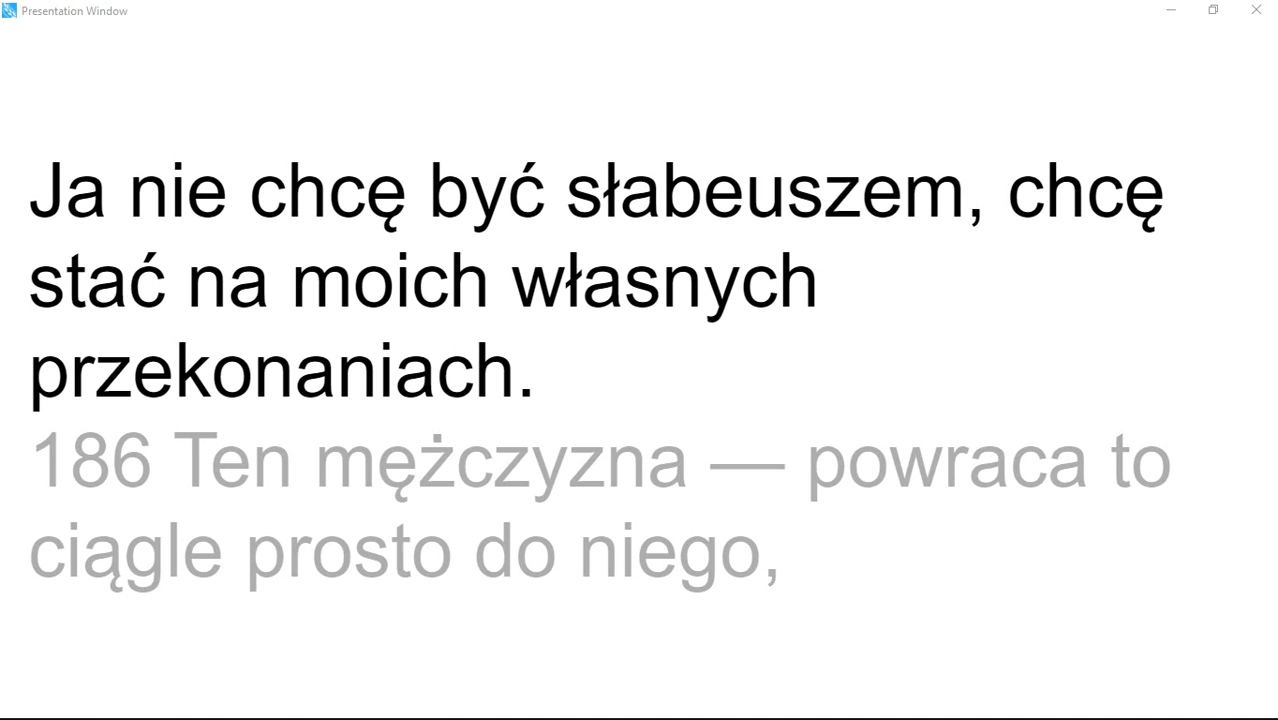 Presentation Window
Ja nie chcę być słabeuszem, chcę
stać na moich własnych
przekonaniach.
186 Ten mężczyzna — powraca to
ciągle prosto do niego,